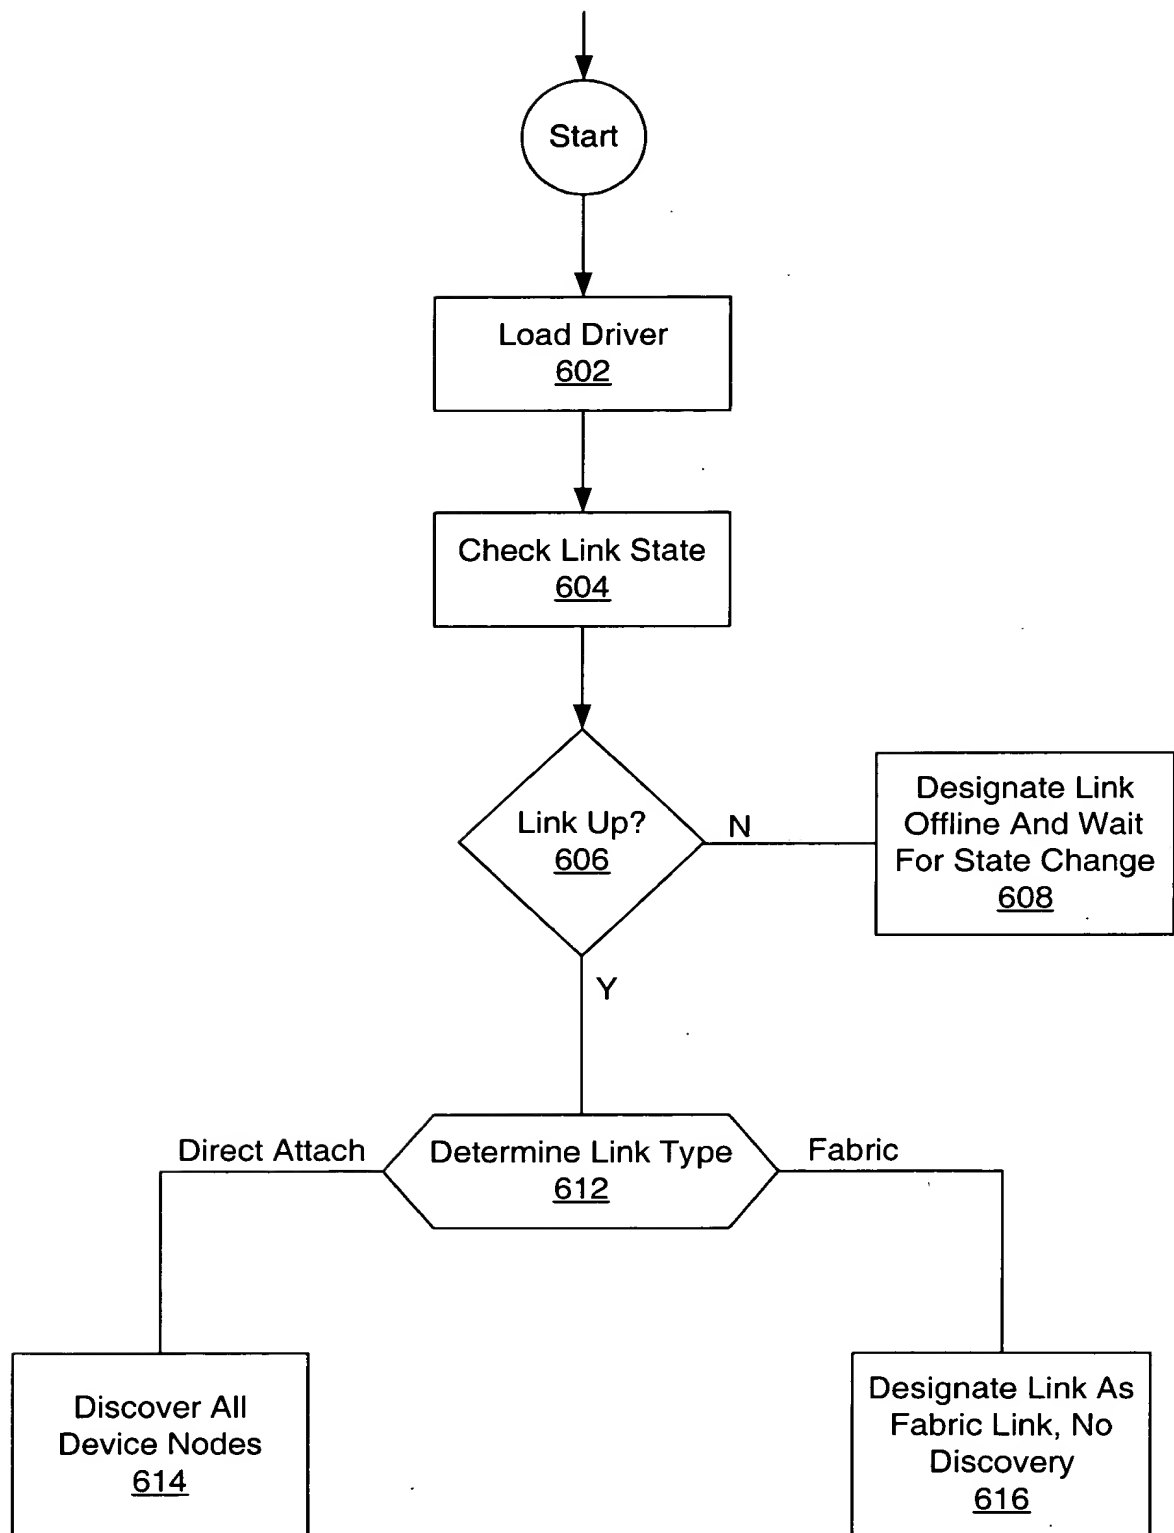 Start
Load Driver
602
Check Link State
604
Link Up?
606
N
Designate Link
Offline And Wait
For State Change
608
Y
Direct Attach
Determine Link Type
612
Fabric
Discover All
Device Nodes
614
Designate Link As
Fabric Link, No
Discovery
616